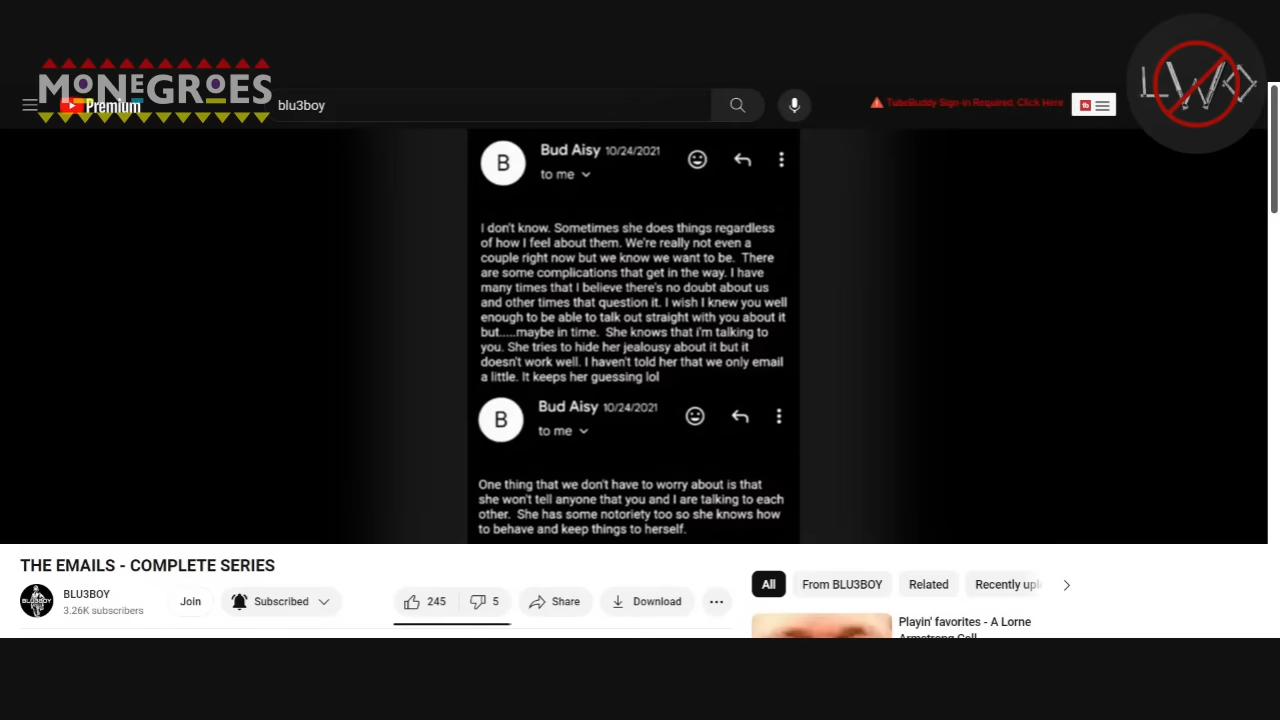 MONEGROES
LWKY
Premium
blu3boy
TubeBuddy Sign-in Required, Click Here
tb
B
Bud Aisy 10/24/2021
to me
I don't know. Sometimes she does things regardless
of how I feel about them. We're really not even a
couple right now but we know we want to be. There
are some complications that get in the way. I have
many times that I believe there's no doubt about us
and other times that question it. I wish I knew you well
enough to be able to talk out straight with you about it
but.....maybe in time. She knows that i'm talking to
you. She tries to hide her jealousy about it but it
doesn't work well. I haven't told her that we only email
a little. It keeps her guessing lol
B
Bud Aisy 10/24/2021
to me
One thing that we don't have to worry about is that
she won't tell anyone that you and I are talking to each
other. She has some notoriety too so she knows how
to behave and keep things to herself.
THE EMAILS - COMPLETE SERIES
BLU3BOY
BLU3BOY
3.26K subscribers
Join
Subscribed
245
5
Share
Download
All
From BLU3BOY
Related
Recently upl
Playin' favorites - A Lorne
Armstrong Call